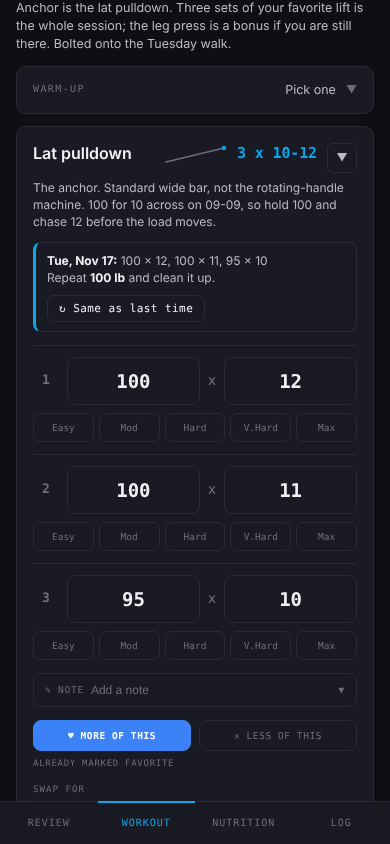 Anchor is the lat pulldown. Three sets of your favorite lift is
the whole session; the leg press is a bonus if you are still
there. Bolted onto the Tuesday walk.
WARM-UP
Pick one ▼
Lat pulldown
3 x 10-12
▼
The anchor. Standard wide bar, not the rotating-handle
machine. 100 for 10 across on 09-09, so hold 100 and
chase 12 before the load moves.
Tue, Nov 17: 100 × 12, 100 × 11, 95 × 10
Repeat 100 lb and clean it up.
↻ Same as last time
1 100 x 12
Easy Mod Hard V.Hard Max
2 100 x 11
Easy Mod Hard V.Hard Max
3 95 x 10
Easy Mod Hard V.Hard Max
✎ NOTE Add a note ▼
♥ MORE OF THIS
✕ LESS OF THIS
ALREADY MARKED FAVORITE
SWAP FOR
REVIEW WORKOUT NUTRITION LOG